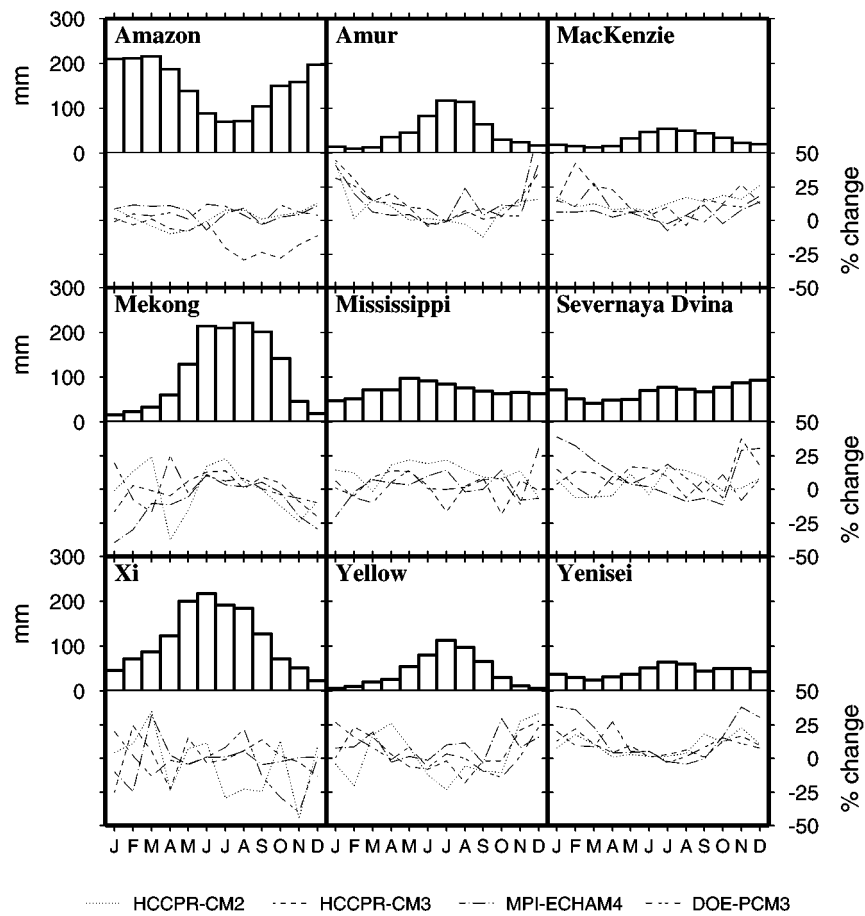 300
200
100
0
mm
Amazon
Amur
MacKenzie
50
25
0
-25
-50
% change
300
200
100
0
mm
Mekong
Mississippi
Severnaya Dvina
50
25
0
-25
-50
% change
300
200
100
0
mm
Xi
Yellow
Yenisei
50
25
0
-25
-50
% change
J F M A M J J A S O N D J F M A M J J A S O N D J F M A M J J A S O N D
HCCPR-CM2 HCCPR-CM3 MPI-ECHAM4 DOE-PCM3